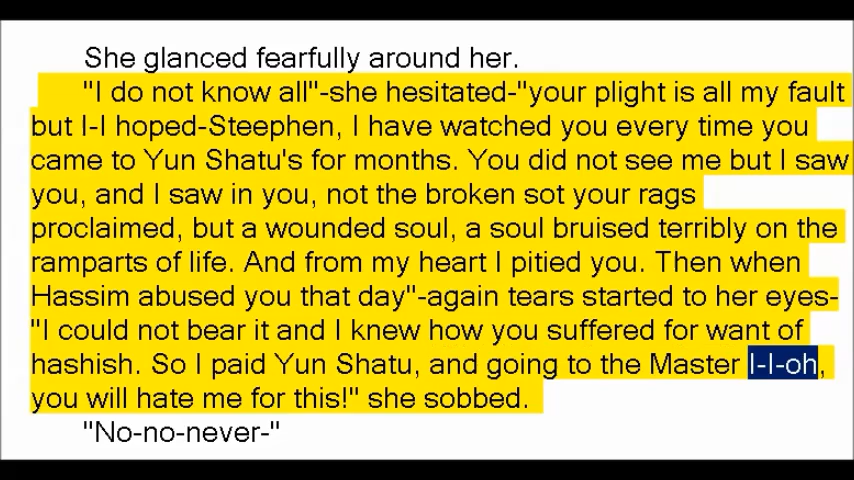 She glanced fearfully around her.
"I do not know all"-she hesitated-"your plight is all my fault
but I-I hoped-Steephen, I have watched you every time you
came to Yun Shatu's for months. You did not see me but I saw
you, and I saw in you, not the broken sot your rags
proclaimed, but a wounded soul, a soul bruised terribly on the
ramparts of life. And from my heart I pitied you. Then when
Hassim abused you that day"-again tears started to her eyes-
"I could not bear it and I knew how you suffered for want of
hashish. So I paid Yun Shatu, and going to the Master I-I-oh,
you will hate me for this!" she sobbed.
"No-no-never-"